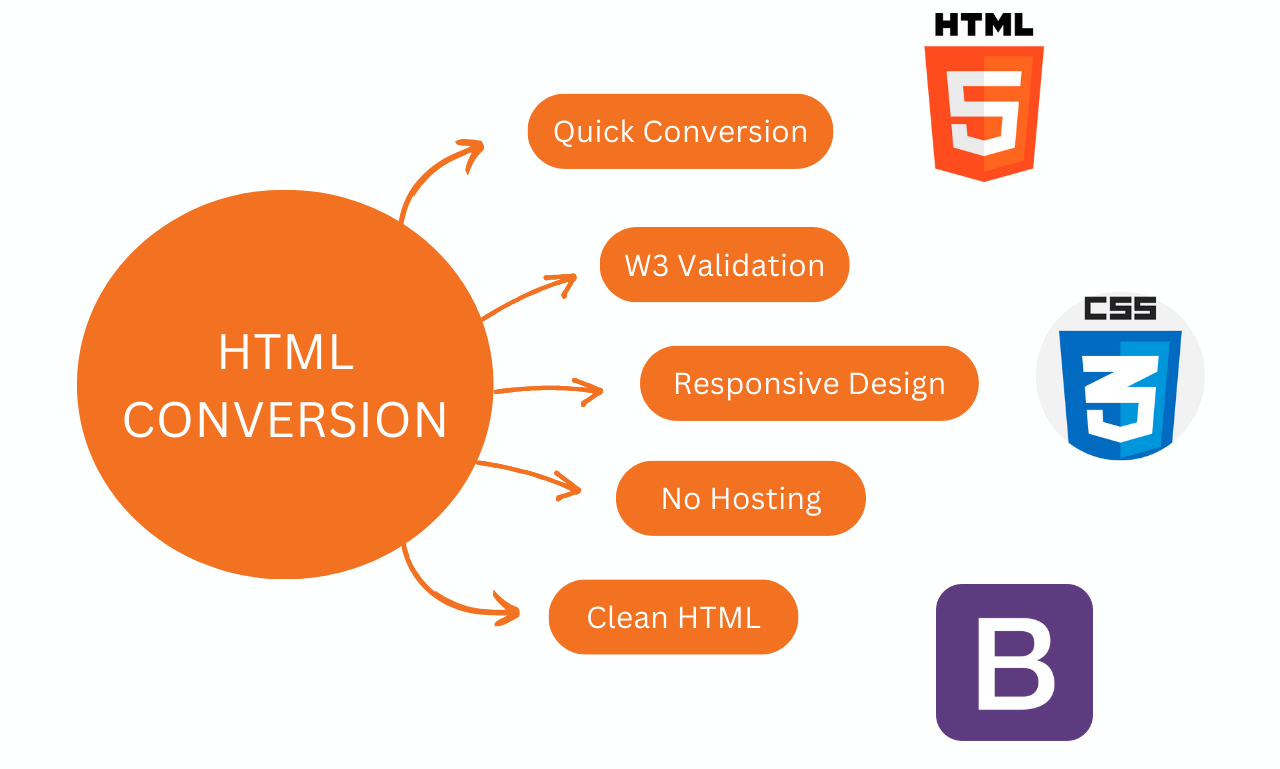 HTML
CONVERSION
Quick Conversion
W3 Validation
Responsive Design
No Hosting
Clean HTML
HTML
5
CSS
3
B